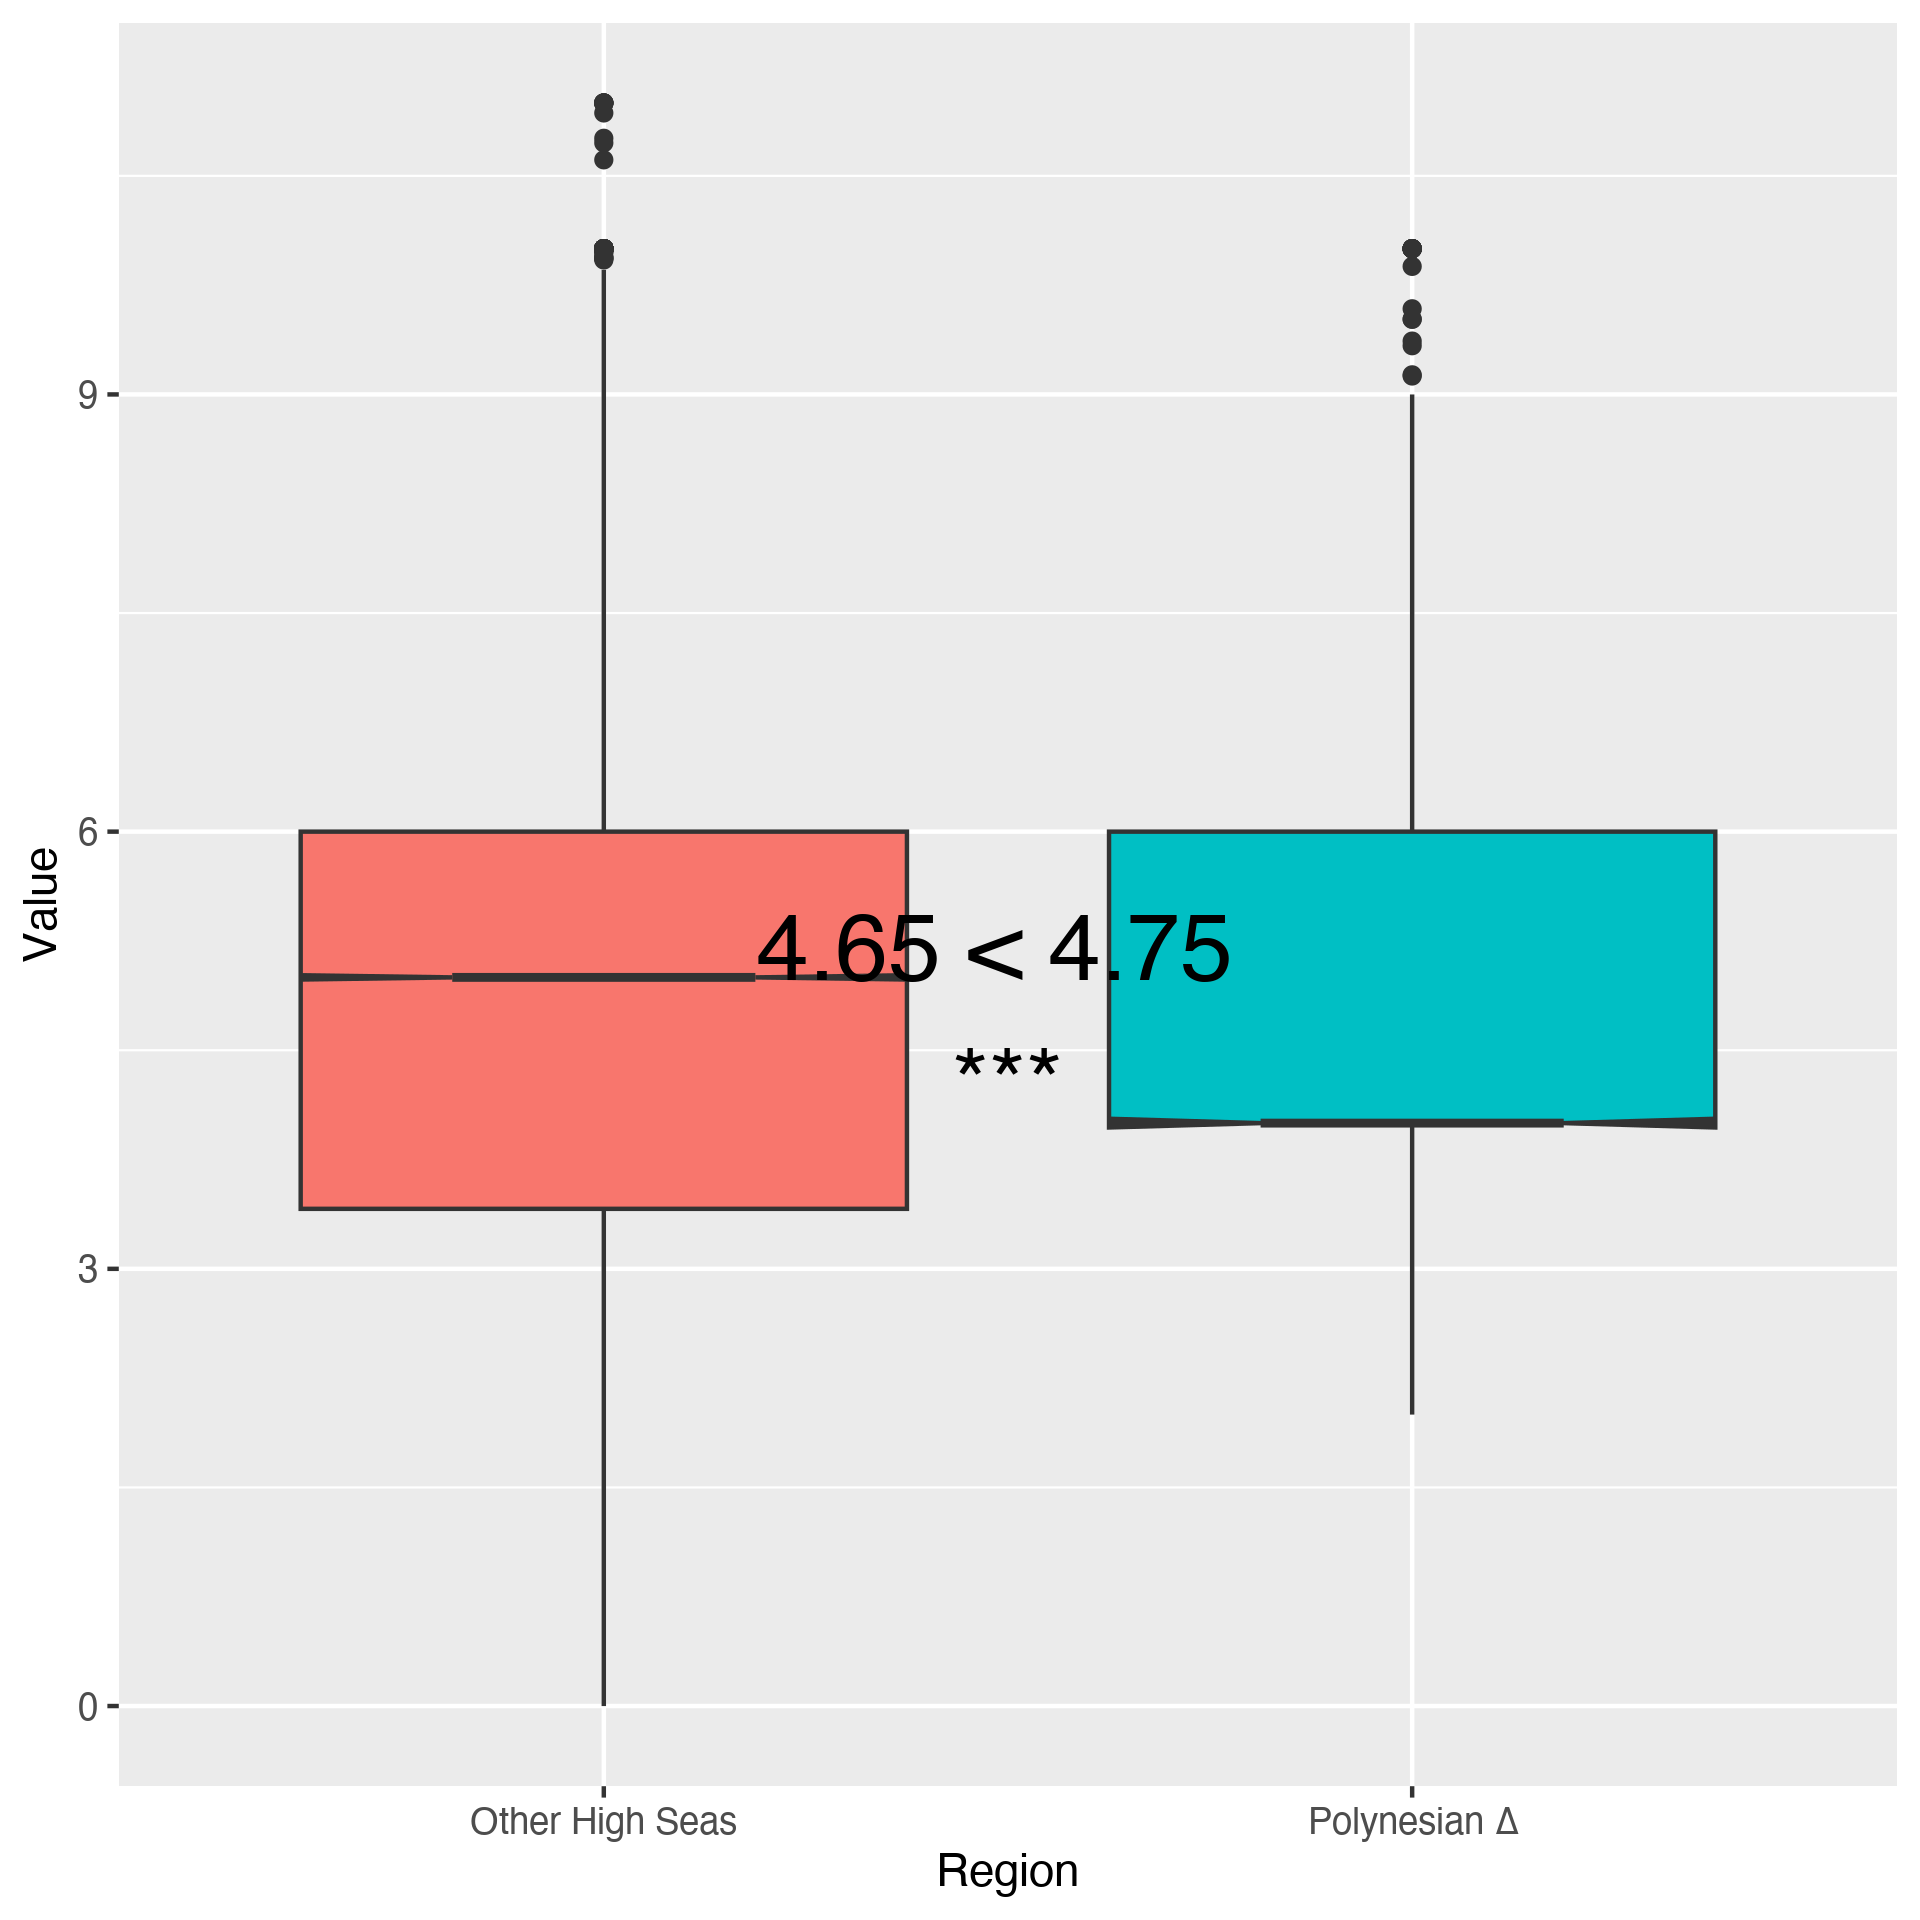 9
6
3
0
Value
4.65 < 4.75
***
Other High Seas
Polynesian Δ
Region